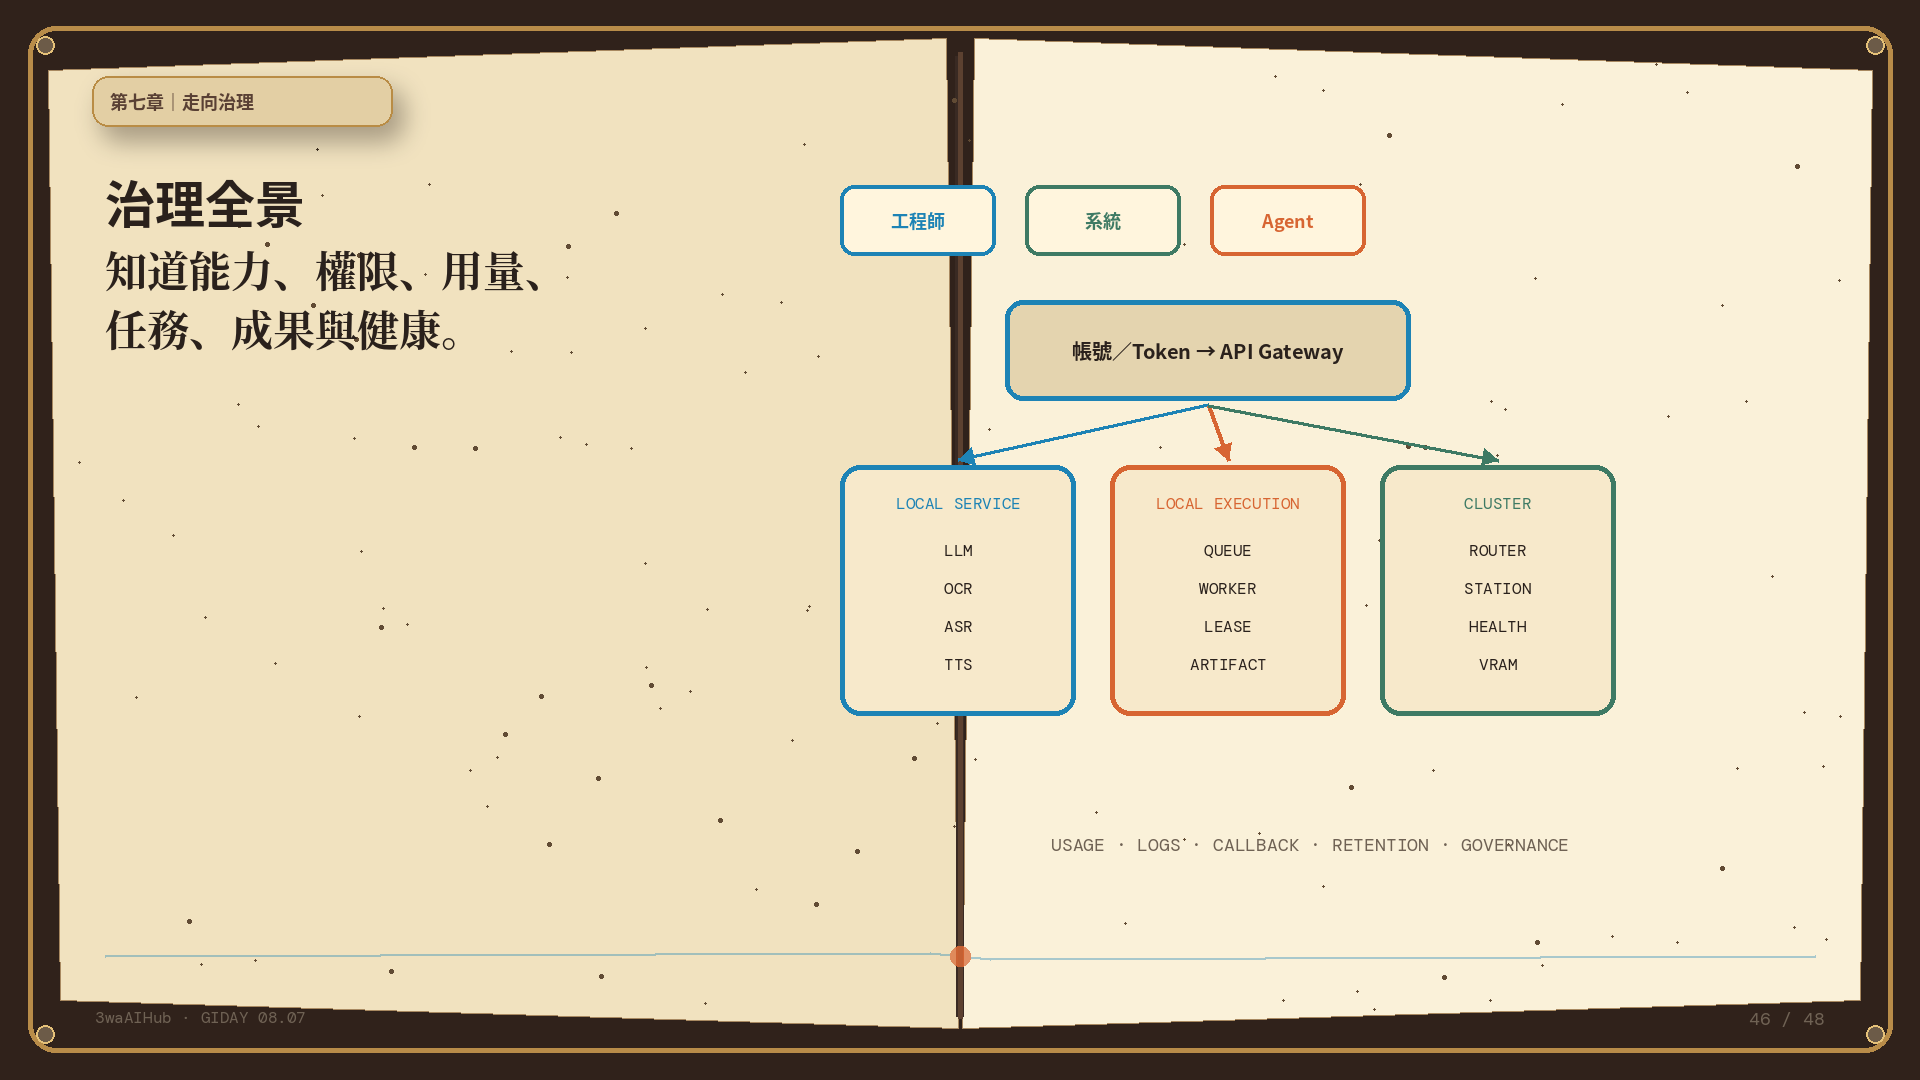 第七章｜走向治理
治理全景
知道能力、權限、用量、
任務、成果與健康。
工程師
系統
Agent
帳號／Token → API Gateway
LOCAL SERVICE
LLM
OCR
ASR
TTS
LOCAL EXECUTION
QUEUE
WORKER
LEASE
ARTIFACT
CLUSTER
ROUTER
STATION
HEALTH
VRAM
USAGE · LOGS · CALLBACK · RETENTION · GOVERNANCE
3waAIHub · GIDAY 08.07
46 / 48